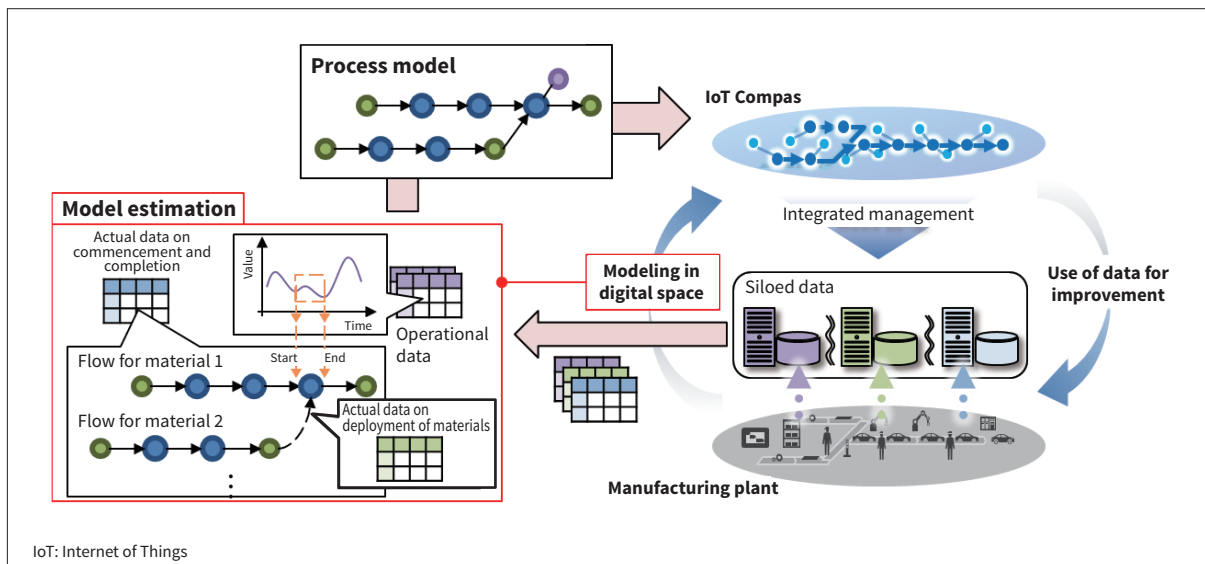 Process model
IoT Compas
Integrated management
Model estimation
Actual data on
commencement and
completion
Value
Time
Operational
data
Start
End
Flow for material 1
Flow for material 2
Actual data on
deployment of materials
Modeling in
digital space
Siloed data
Use of data for
improvement
Manufacturing plant
IoT: Internet of Things